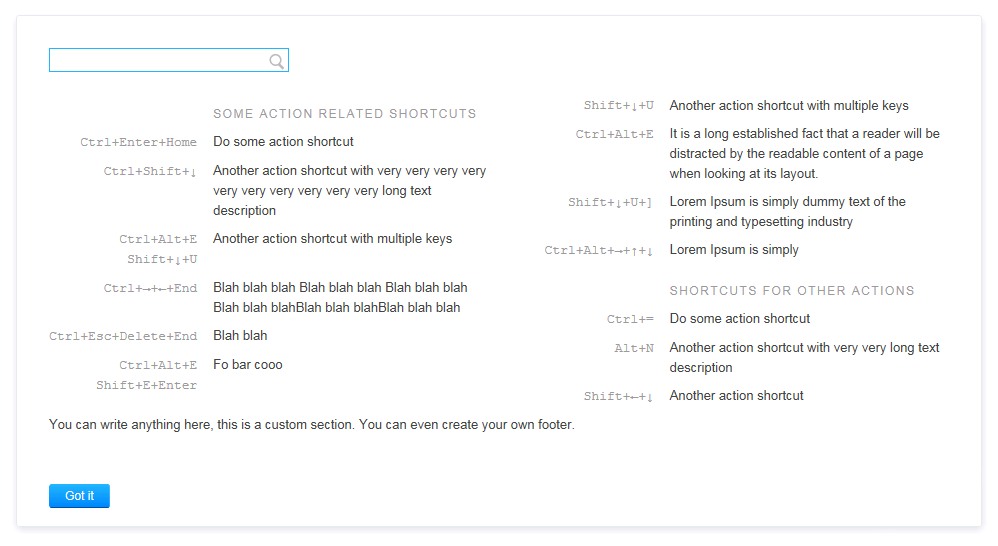 SOME ACTION RELATED SHORTCUTS
Ctrl+Enter+Home Do some action shortcut
Ctrl+Shift+↓ Another action shortcut with very very very very
very very very very very very long text
description
Ctrl+Alt+E Another action shortcut with multiple keys
Shift+↓+U
Ctrl+→+←+End Blah blah blah Blah blah blah Blah blah blah
Blah blah blahBlah blah blahBlah blah blah
Ctrl+Esc+Delete+End Blah blah
Ctrl+Alt+E Fo bar cooo
Shift+E+Enter
Shift+↓+U Another action shortcut with multiple keys
Ctrl+Alt+E It is a long established fact that a reader will be
distracted by the readable content of a page
when looking at its layout.
Shift+↓+U+] Lorem Ipsum is simply dummy text of the
printing and typesetting industry
Ctrl+Alt+→+↑+↓ Lorem Ipsum is simply
SHORTCUTS FOR OTHER ACTIONS
Ctrl+= Do some action shortcut
Alt+N Another action shortcut with very very long text
description
Shift+←+↓ Another action shortcut
You can write anything here, this is a custom section. You can even create your own footer.
Got it